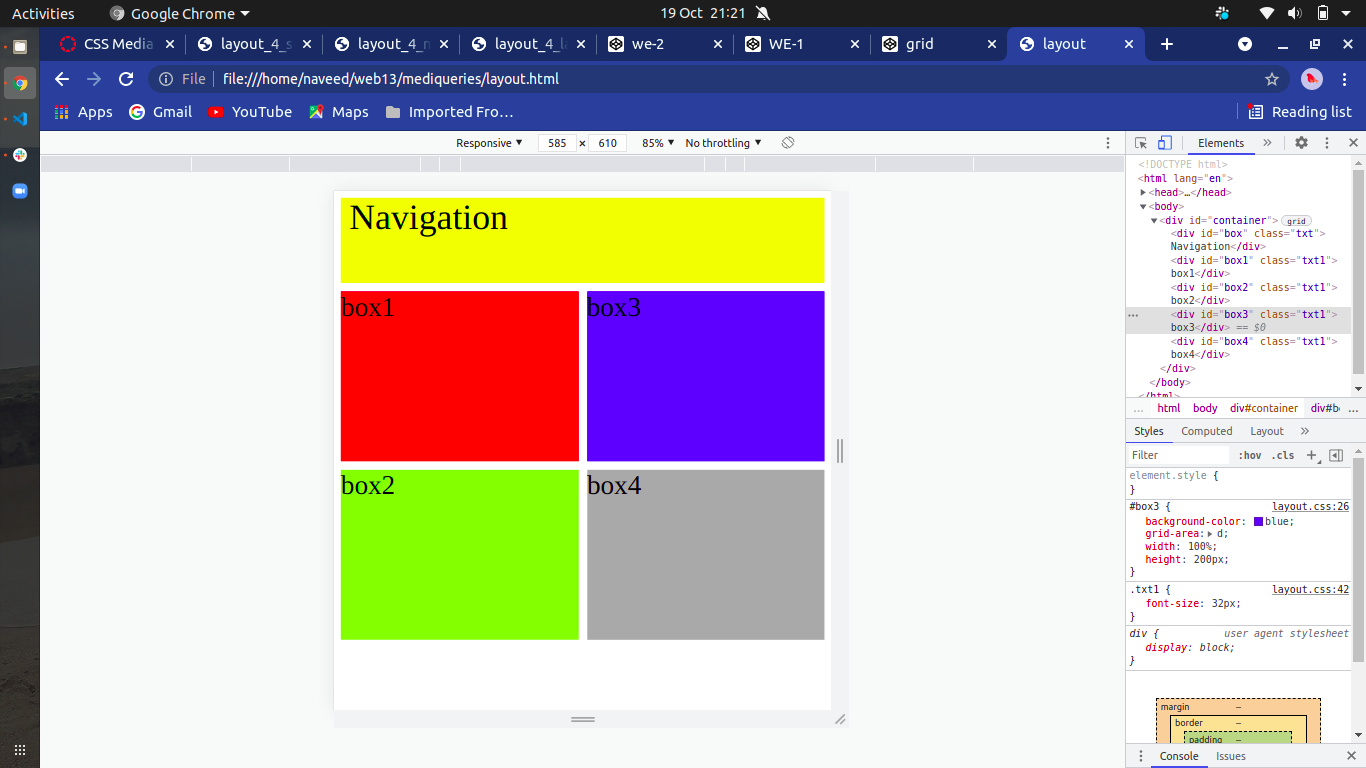 Activities Google Chrome 19 Oct 21:21
CSS Media layout_4_s layout_4_n layout_4_la we-2 WE-1 grid layout
File file:///home/naveed/web13/mediqueries/layout.html
Apps Gmail YouTube Maps Imported Fro… Reading list
Responsive 585 × 610 85% No throttling
Elements »
Navigation
box1 box3
box2 box4
<!DOCTYPE html>
<html lang="en">
<head>…</head>
<body>
<div id="container"> grid
<div id="box" class="txt">
Navigation</div>
<div id="box1" class="txt1">
box1</div>
<div id="box2" class="txt1">
box2</div>
… <div id="box3" class="txt1">
box3</div> == $0
<div id="box4" class="txt1">
box4</div>
</div>
</body>
</html>
… html body div#container div#bo …
Styles Computed Layout »
Filter :hov .cls +
element.style {
}
#box3 { layout.css:26
background-color: blue;
grid-area: d;
width: 100%;
height: 200px;
}
.txt1 { layout.css:42
font-size: 32px;
}
div { user agent stylesheet
display: block;
}
margin –
border –
padding –
Console Issues